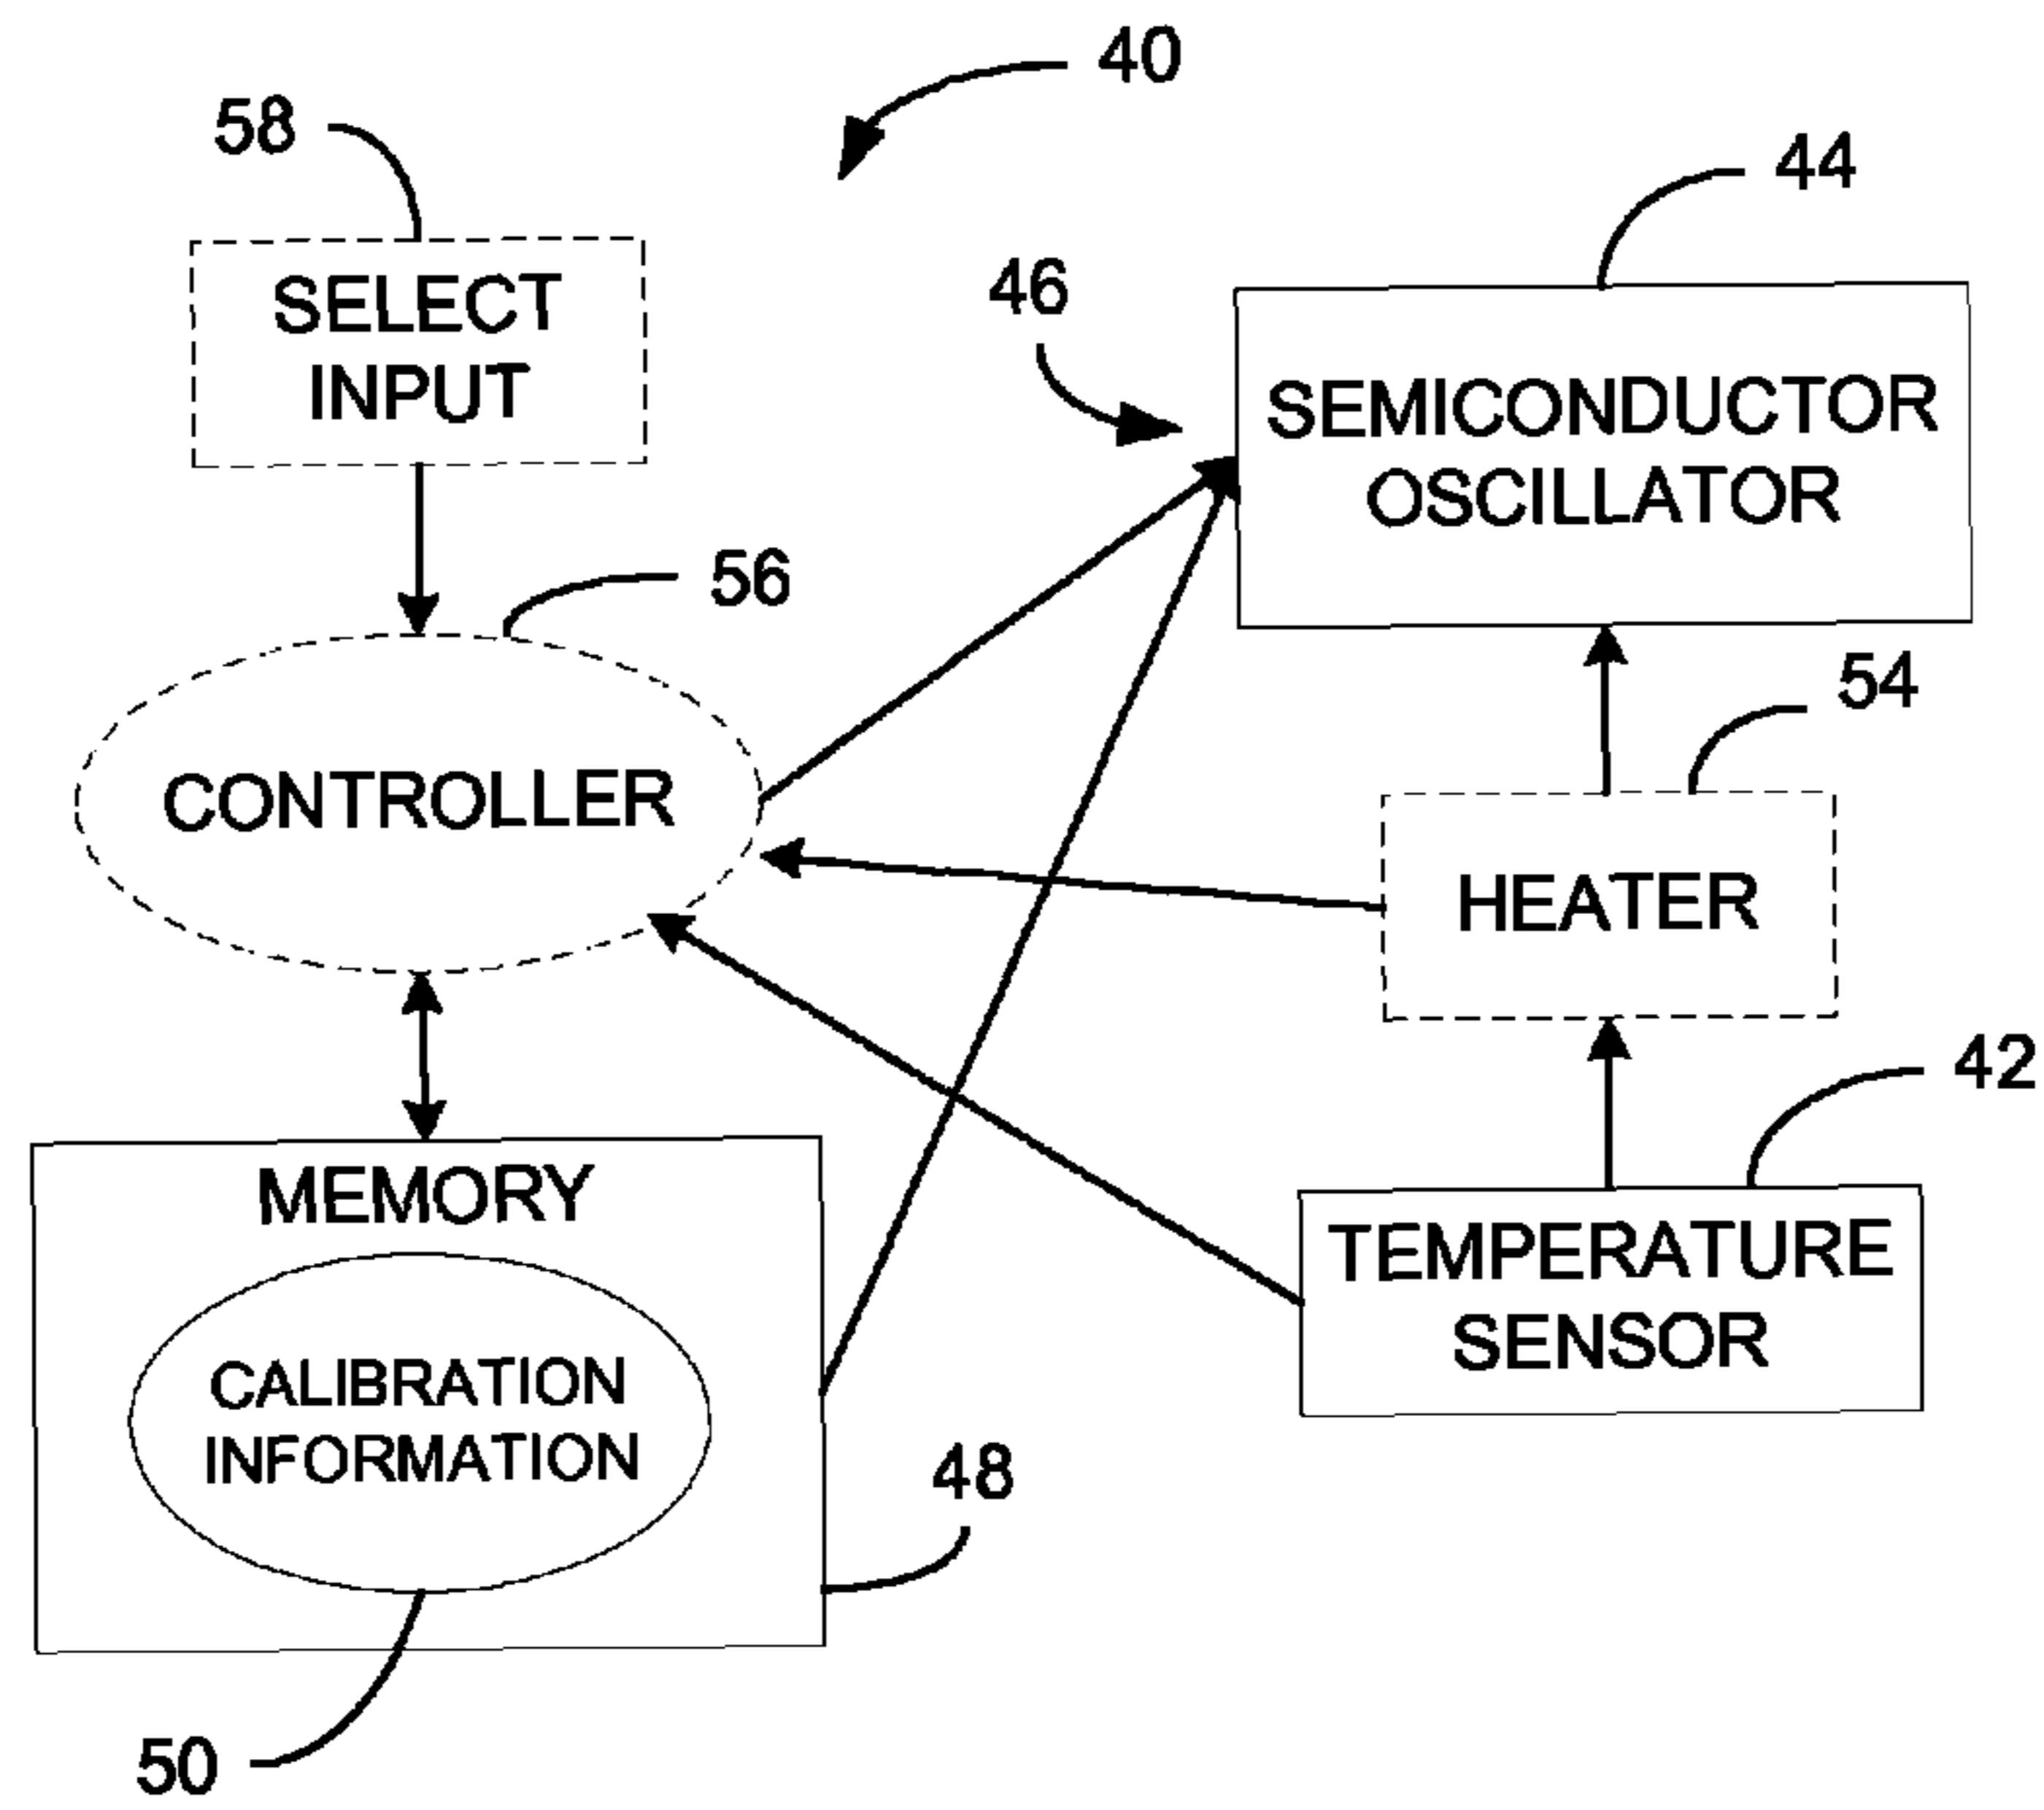 40
58
44
SELECT
INPUT
46
SEMICONDUCTOR
OSCILLATOR
56
54
CONTROLLER
HEATER
42
MEMORY
TEMPERATURE
SENSOR
CALIBRATION
INFORMATION
48
50